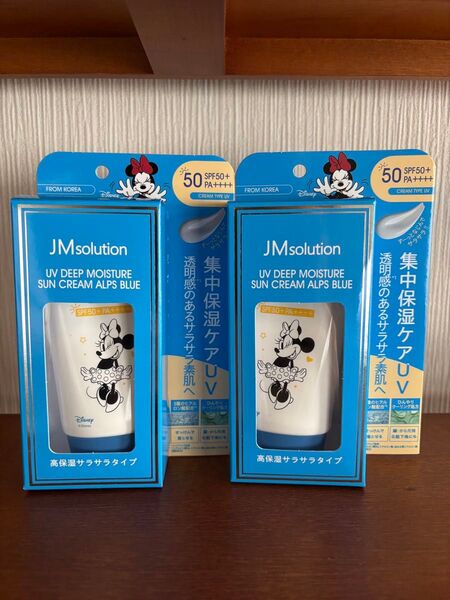 FROM KOREA
Disney
50
SPF50+
PA++++
CREAM TYPE UV
JMsolution
UV DEEP MOISTURE
SUN CREAM ALPS BLUE
集中保湿ケアUV
透明感のあるサラサラ素肌へ
SPF50+ PA++++
Disney
高保湿サラサラタイプ
FROM KOREA
Disney
50
SPF50+
PA++++
CREAM TYPE UV
JMsolution
UV DEEP MOISTURE
SUN CREAM ALPS BLUE
集中保湿ケアUV
透明感のあるサラサラ素肌へ
SPF50+ PA++++
Disney
高保湿サラサラタイプ